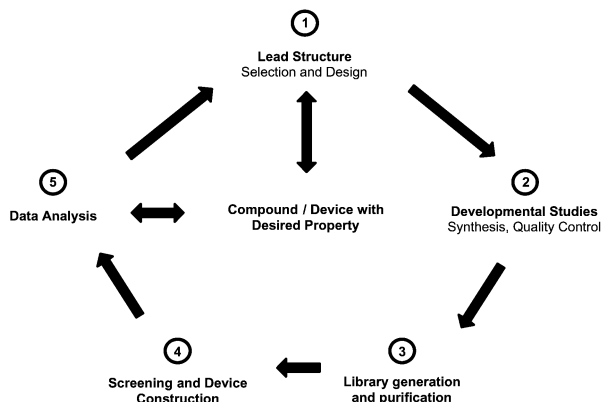 1
Lead Structure
Selection and Design
5
Data Analysis
Compound / Device with
Desired Property
2
Developmental Studies
Synthesis, Quality Control
4
Screening and Device
Construction
3
Library generation
and purification